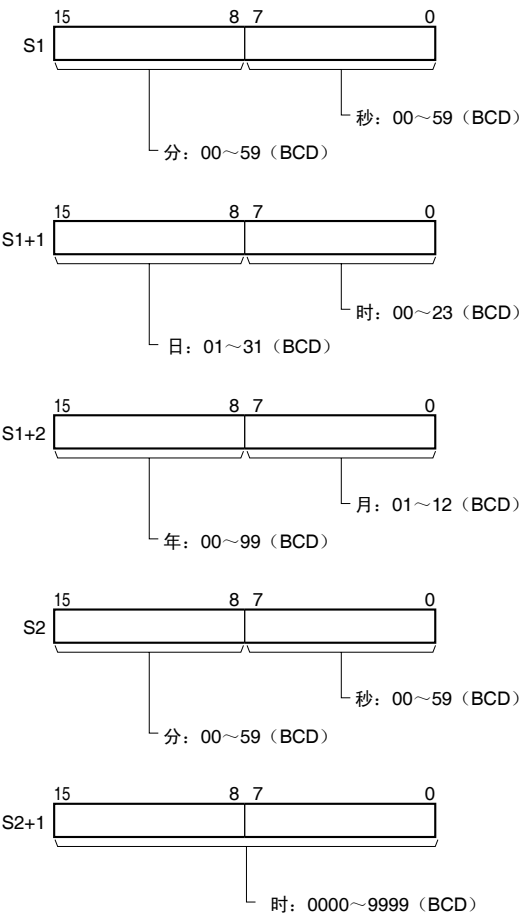 15 8 7 0
S1
秒：00～59（BCD）
分：00～59（BCD）
15 8 7 0
S1+1
时：00～23（BCD）
日：01～31（BCD）
15 8 7 0
S1+2
月：01～12（BCD）
年：00～99（BCD）
15 8 7 0
S2
秒：00～59（BCD）
分：00～59（BCD）
15 8 7 0
S2+1
时：0000～9999（BCD）